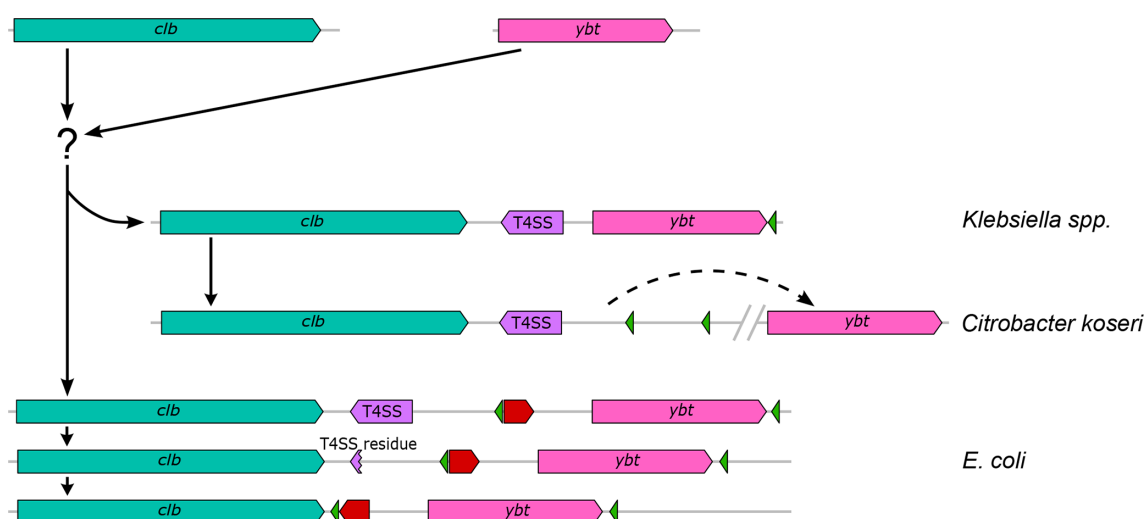 clb ybt
?
clb T4SS ybt Klebsiella spp.
clb T4SS ybt Citrobacter koseri
clb T4SS ybt
T4SS residue
clb ybt E. coli
clb ybt